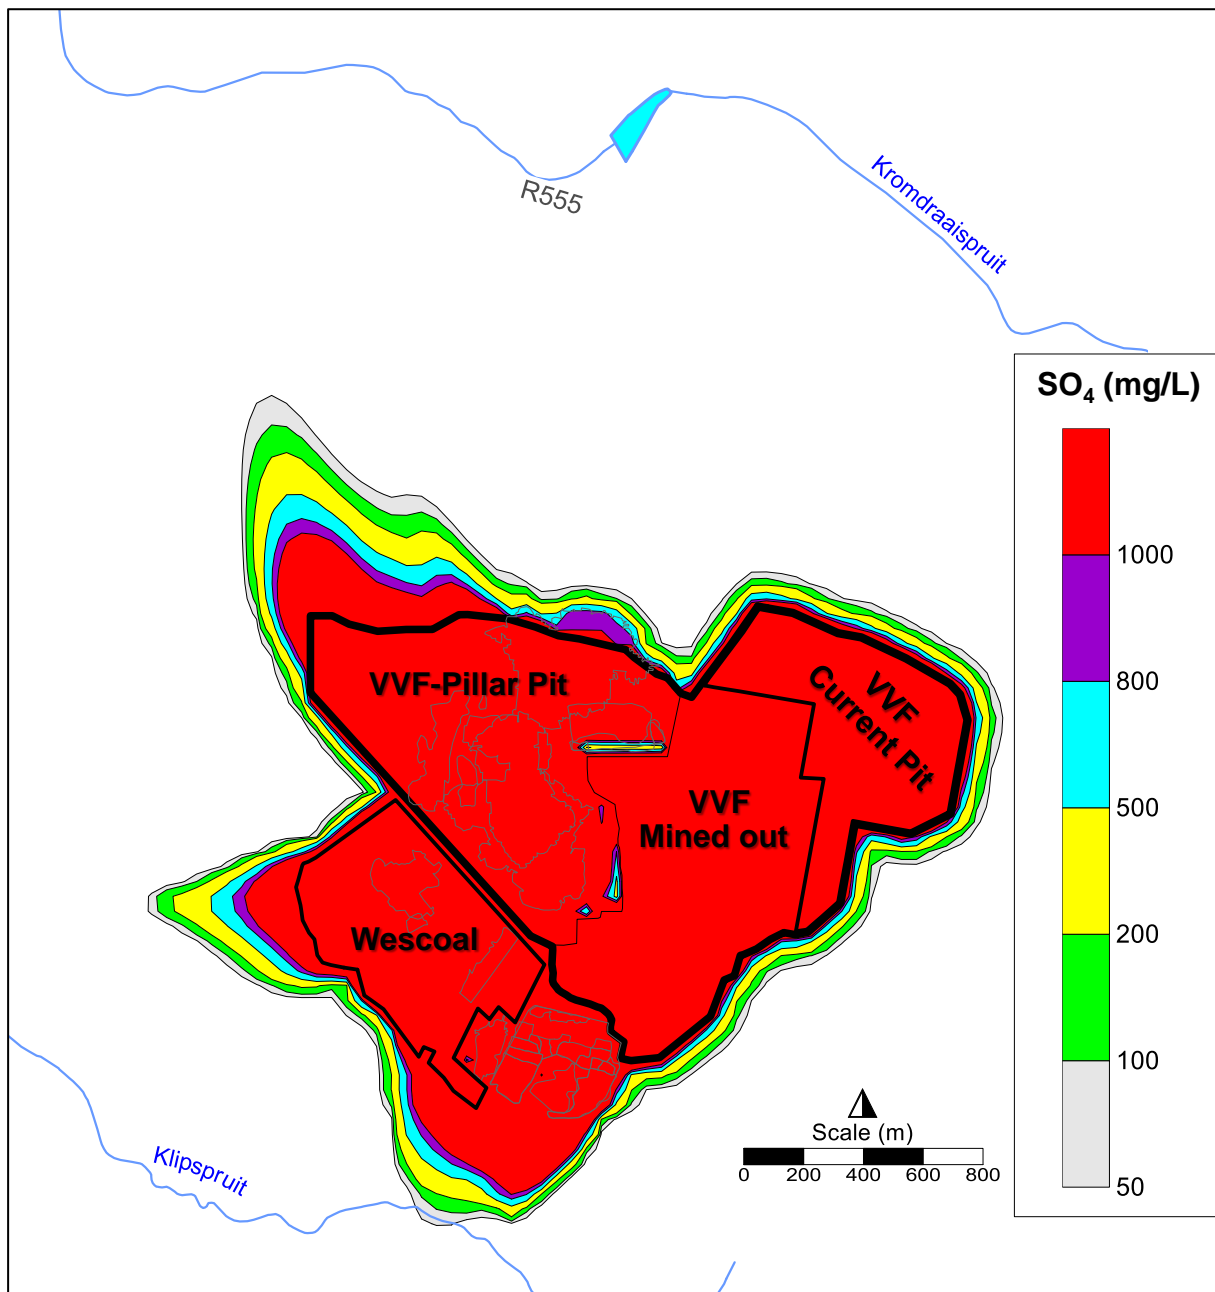 R555
Kromdraaispruit
SO₄ (mg/L)
1000
800
500
200
100
50
VVF-Pillar Pit
VVF
Current Pit
VVF
Mined out
Wescoal
Klipspruit
Scale (m)
0 200 400 600 800